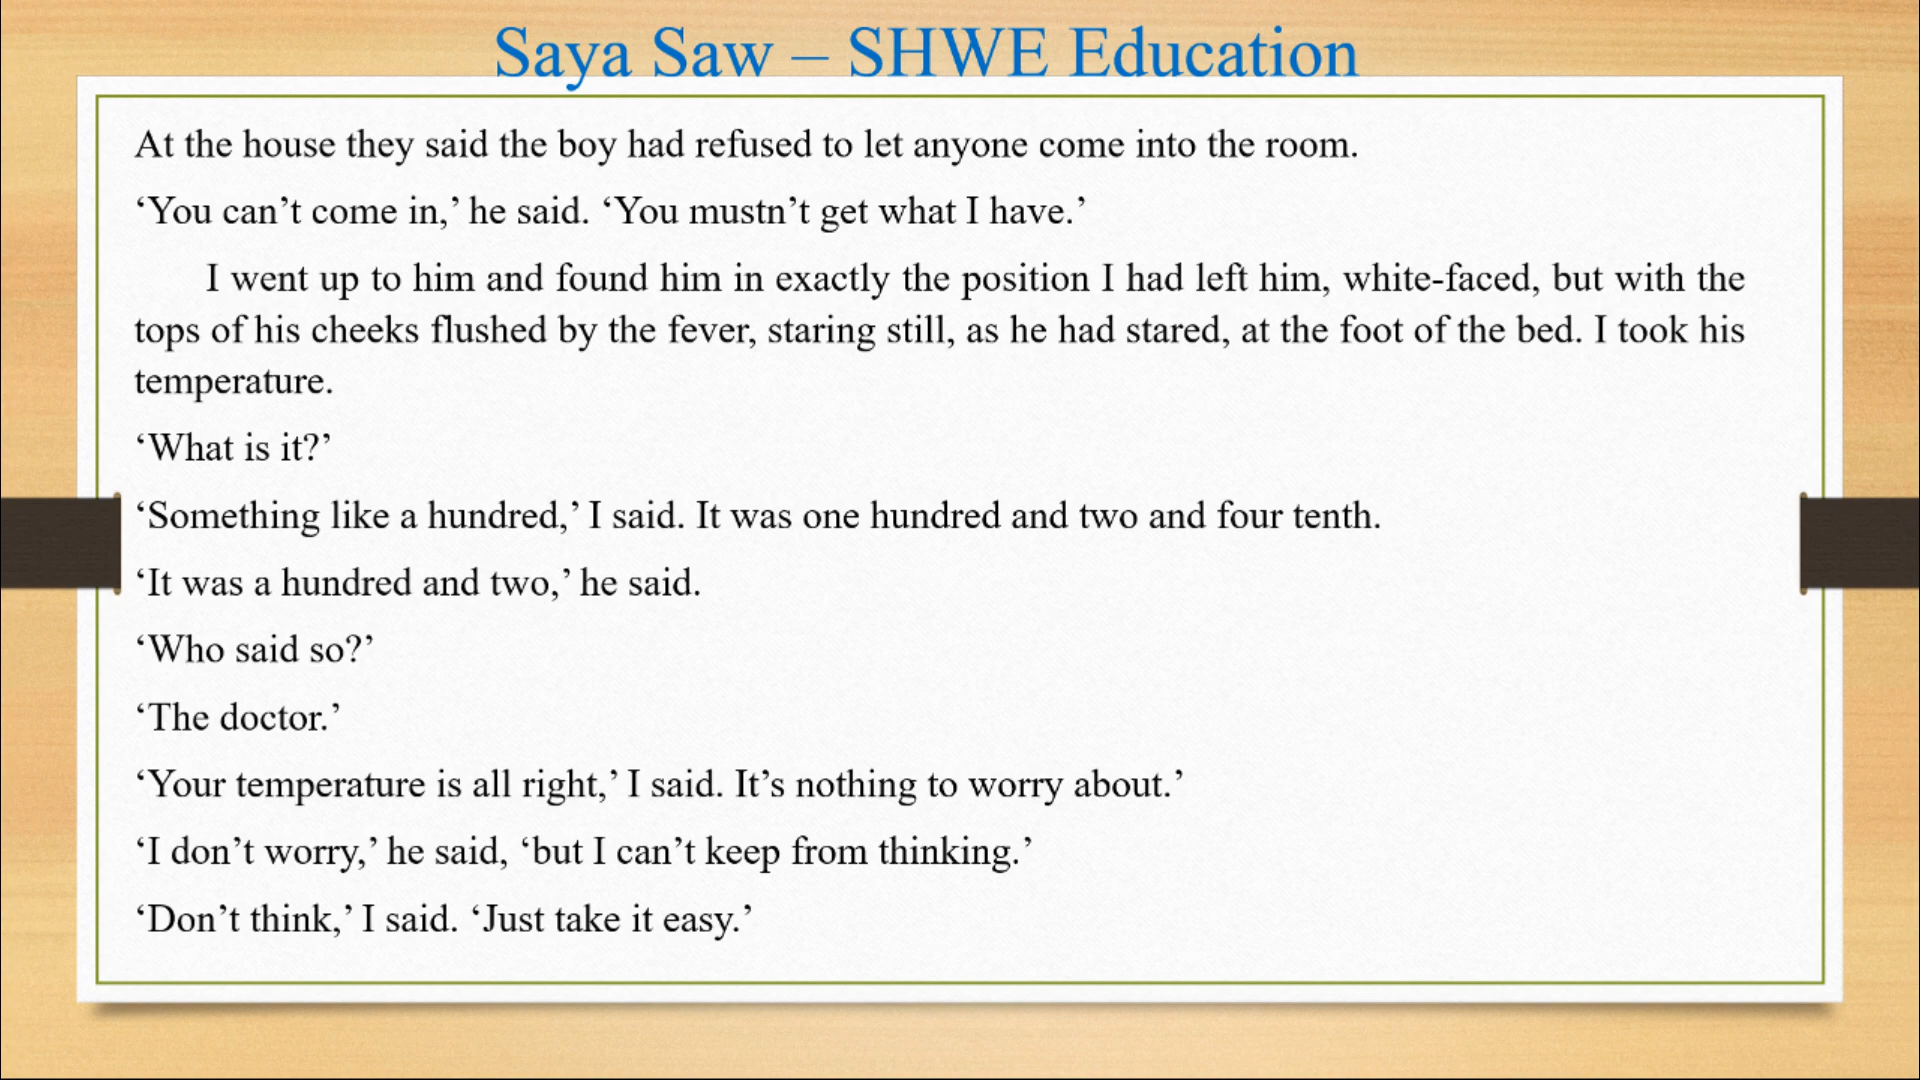 Saya Saw – SHWE Education
At the house they said the boy had refused to let anyone come into the room.
‘You can’t come in,’ he said. ‘You mustn’t get what I have.’
I went up to him and found him in exactly the position I had left him, white-faced, but with the
tops of his cheeks flushed by the fever, staring still, as he had stared, at the foot of the bed. I took his
temperature.
‘What is it?’
‘Something like a hundred,’ I said. It was one hundred and two and four tenth.
‘It was a hundred and two,’ he said.
‘Who said so?’
‘The doctor.’
‘Your temperature is all right,’ I said. It’s nothing to worry about.’
‘I don’t worry,’ he said, ‘but I can’t keep from thinking.’
‘Don’t think,’ I said. ‘Just take it easy.’